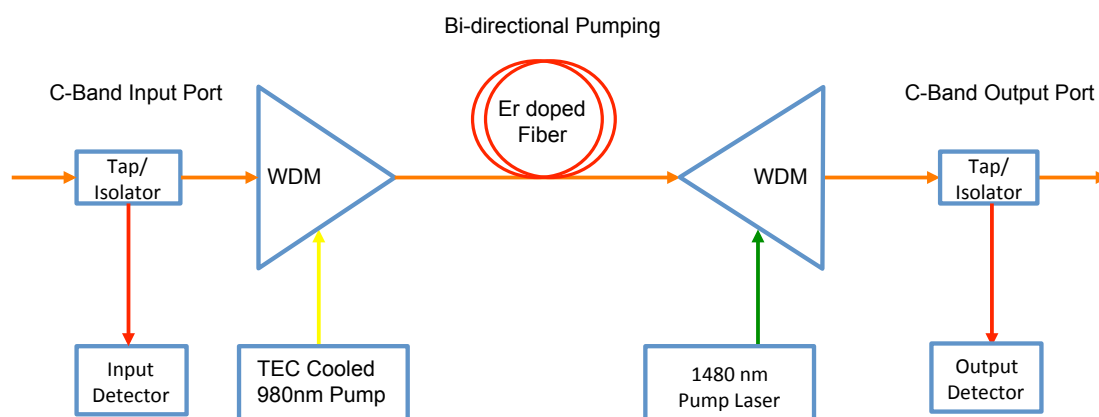 Bi-directional Pumping
C-Band Input Port
C-Band Output Port
Er doped
Fiber
Tap/
Isolator
WDM
WDM
Tap/
Isolator
Input
Detector
TEC Cooled
980nm Pump
1480 nm
Pump Laser
Output
Detector